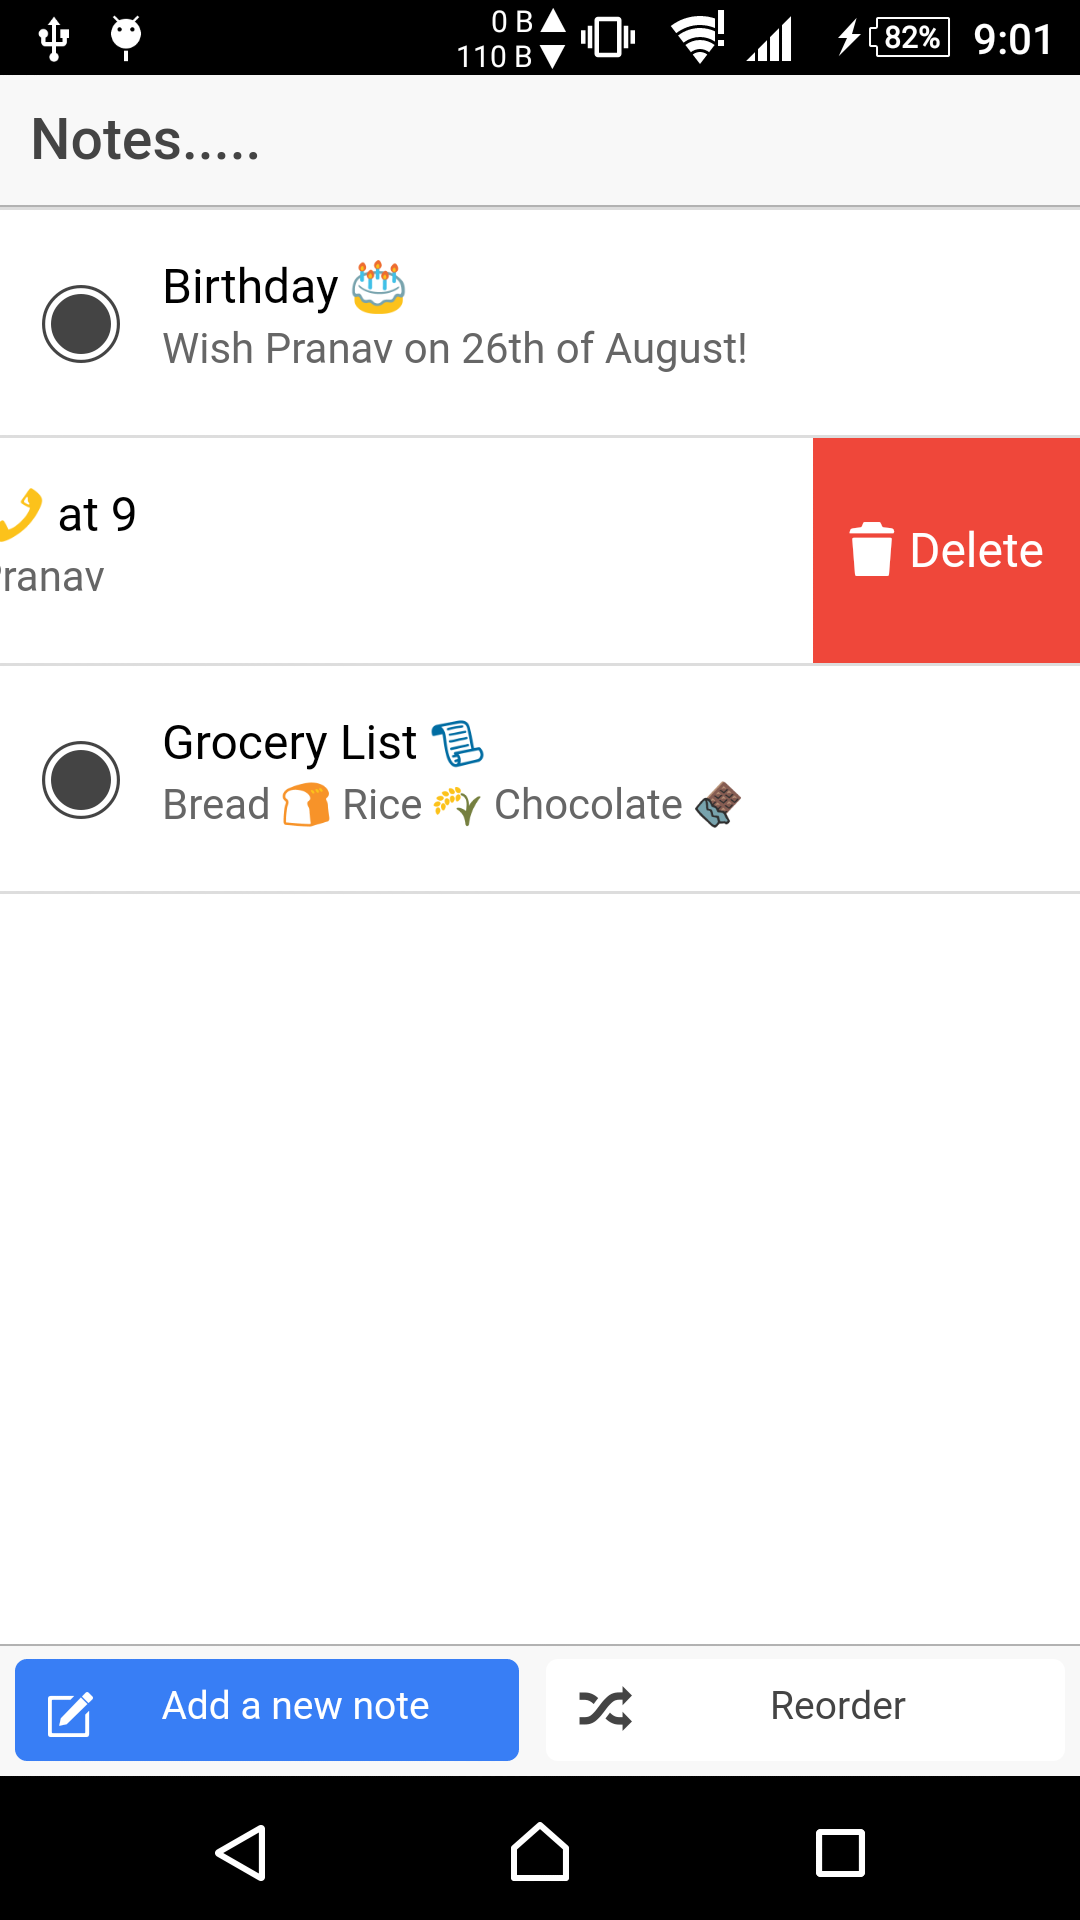 0 B
110 B
82% 9:01
Notes.....
Birthday 🎂
Wish Pranav on 26th of August!
📞 at 9
ranav
Delete
Grocery List 📜
Bread 🍞 Rice 🌾 Chocolate 🍫
Add a new note
Reorder